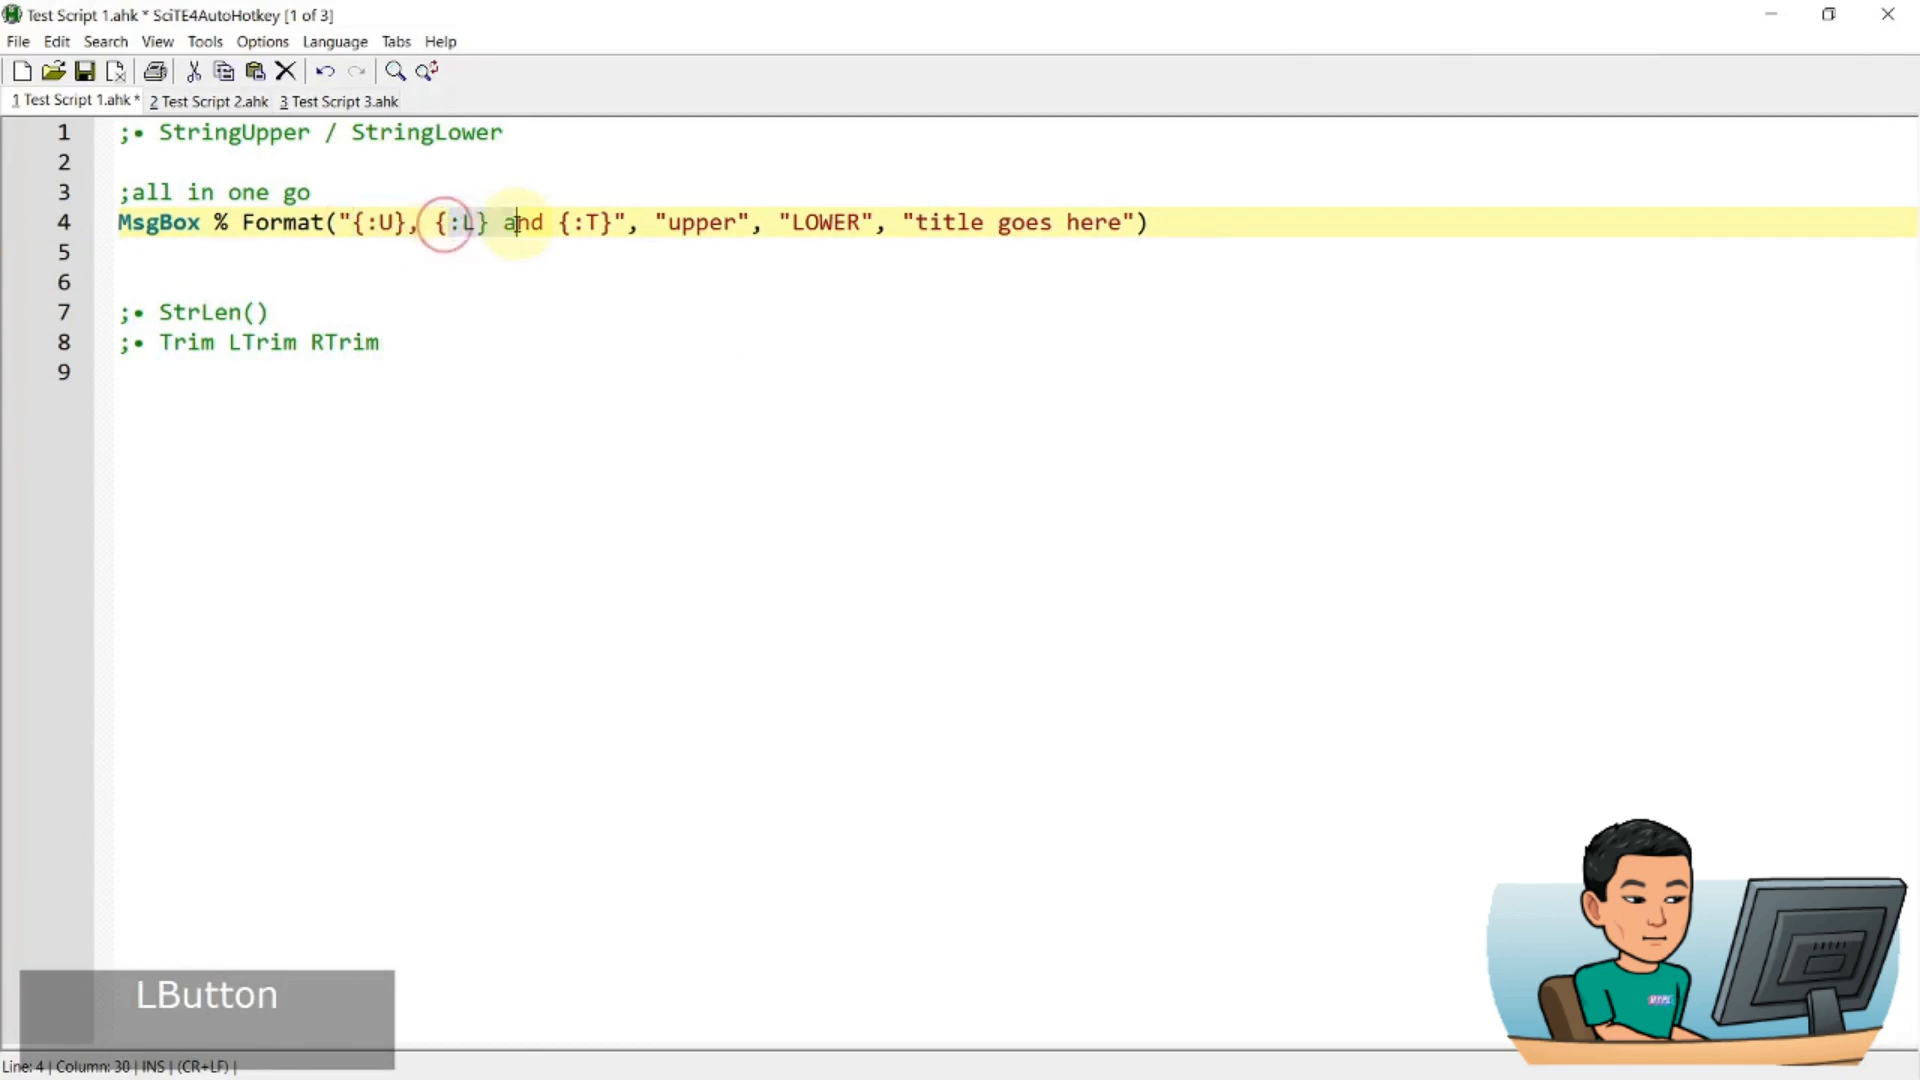 Test Script 1.ahk * SciTE4AutoHotkey [1 of 3]
File Edit Search View Tools Options Language Tabs Help
1 Test Script 1.ahk * 2 Test Script 2.ahk 3 Test Script 3.ahk
1 ;• StringUpper / StringLower
2
3 ;all in one go
4 MsgBox % Format("{:U}, {:L} and {:T}", "upper", "LOWER", "title goes here")
5
6
7 ;• StrLen()
8 ;• Trim LTrim RTrim
9
LButton
Line: 4 | Column: 30 | INS | (CR+LF) |